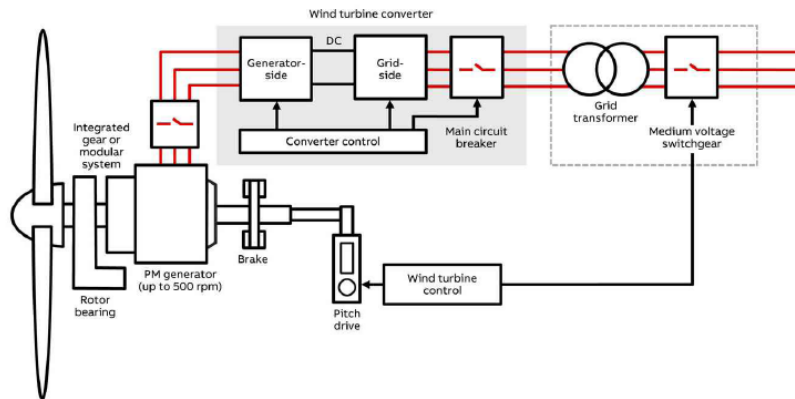 Wind turbine converter
DC
Generator-
side
Grid-
side
Converter control
Main circuit
breaker
Grid
transformer
Medium voltage
switchgear
Integrated
gear or
modular
system
PM generator
(up to 500 rpm)
Rotor
bearing
Brake
Pitch
drive
Wind turbine
control